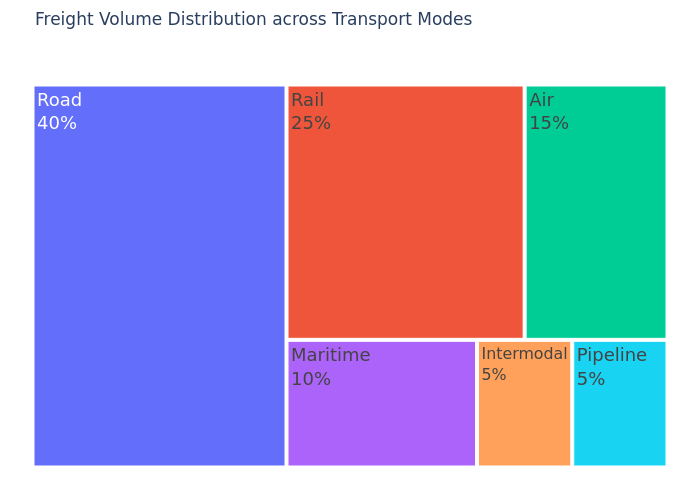 Freight Volume Distribution across Transport Modes
Road
40%
Rail
25%
Air
15%
Maritime
10%
Intermodal
5%
Pipeline
5%